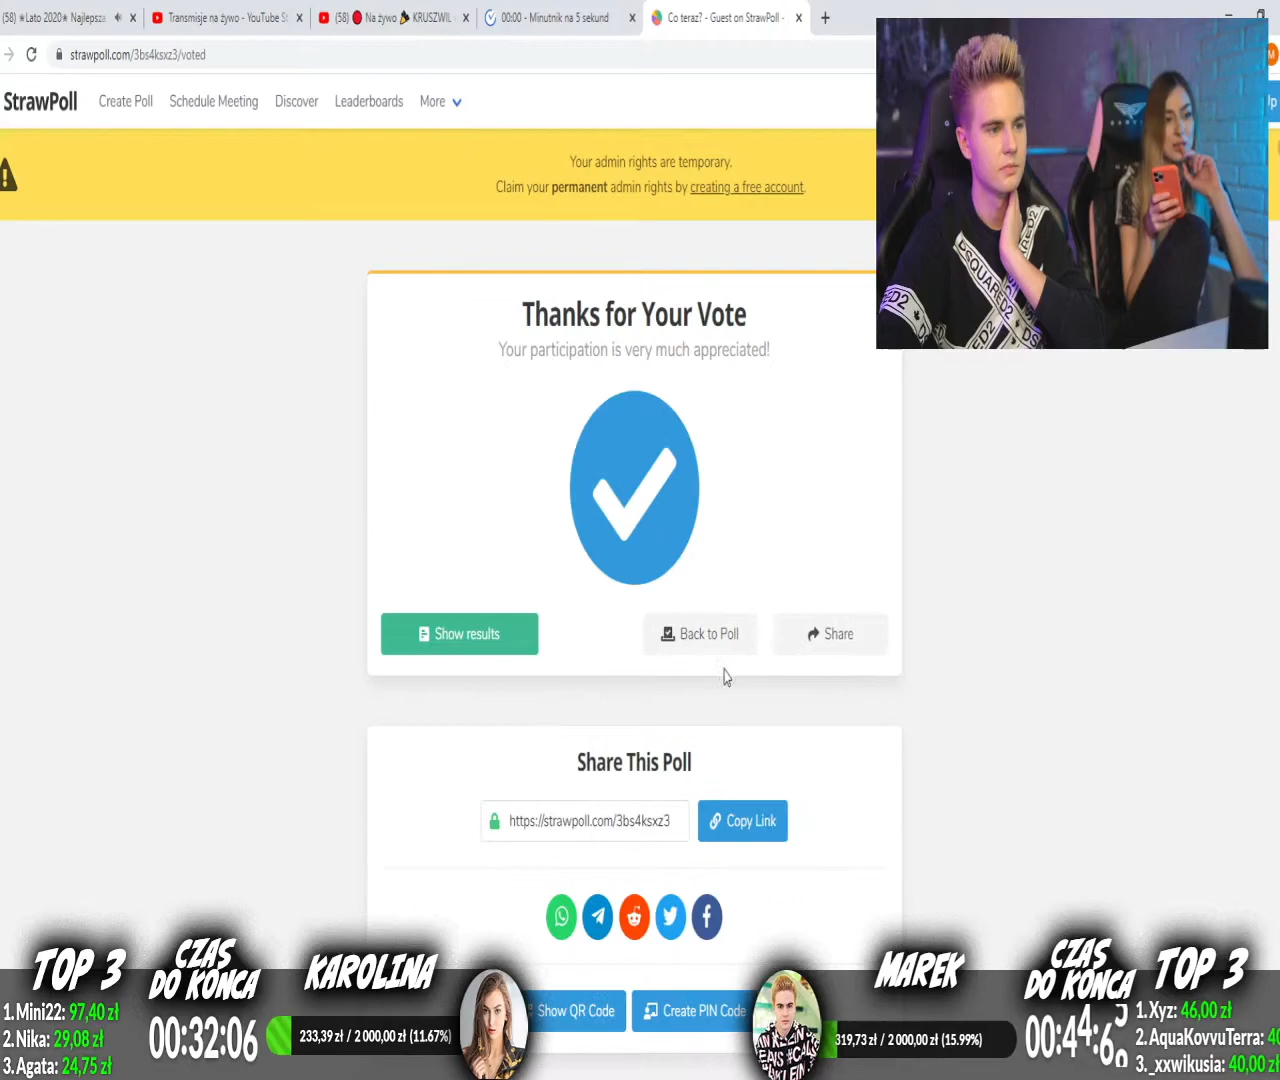 (58) ★Lato 2020★ Najlepsza
Transmisje na żywo - YouTube St
(58) 🔴 Na żywo KRUSZWIL
00:00 - Minutnik na 5 sekund
Co teraz? - Guest on StrawPoll -
strawpoll.com/3bs4ksxz3/voted
StrawPoll Create Poll Schedule Meeting Discover Leaderboards More
Your admin rights are temporary.
Claim your permanent admin rights by creating a free account.
Thanks for Your Vote
Your participation is very much appreciated!
Show results
Back to Poll
Share
Share This Poll
https://strawpoll.com/3bs4ksxz3
Copy Link
Show QR Code
Create PIN Code
TOP 3
1. Mini22: 97,40 zł
2. Nika: 29,08 zł
3. Agata: 24,75 zł
CZAS
DO KOŃCA
00:32:06
KAROLINA
233,39 zł / 2 000,00 zł (11.67%)
MAREK
319,73 zł / 2 000,00 zł (15.99%)
CZAS
DO KOŃCA
TOP 3
1. Xyz: 46,00 zł
2. AquaKovvuTerra: 40
3. _xxwikusia: 40,00 zł